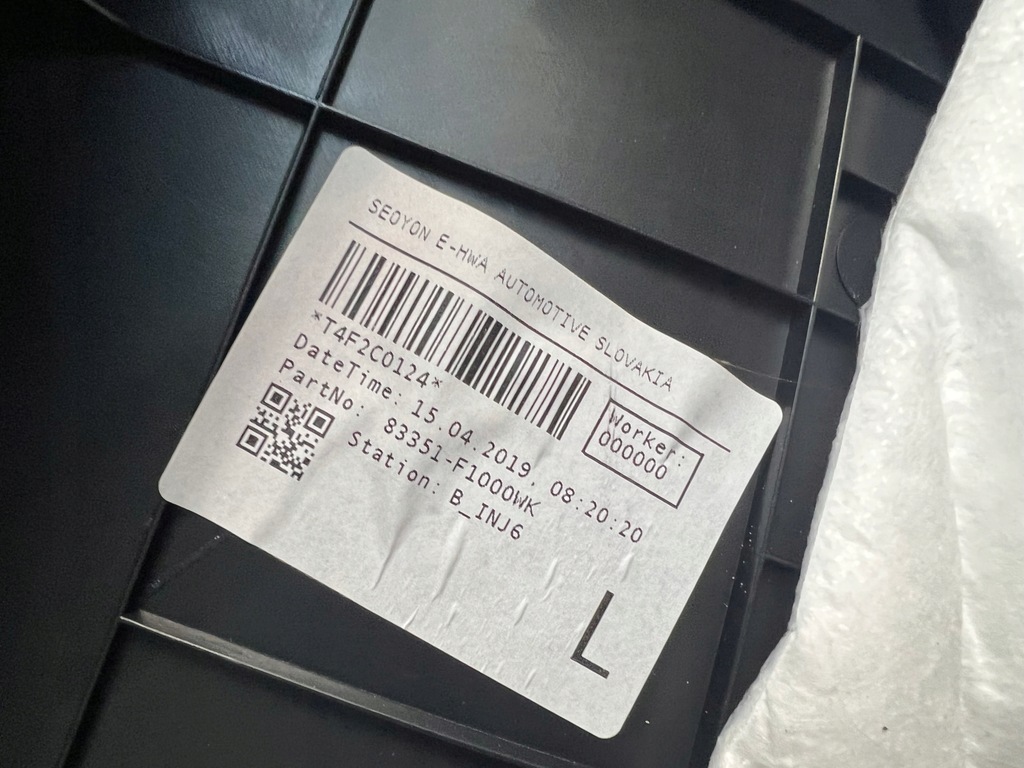 SEOYON E-HWA AUTOMOTIVE SLOVAKIA
*T4F2C0124*
Worker:
000000
DateTime: 15.04.2019, 08:20:20
PartNo: 83351-F1000WK
Station: B_INJ6
L